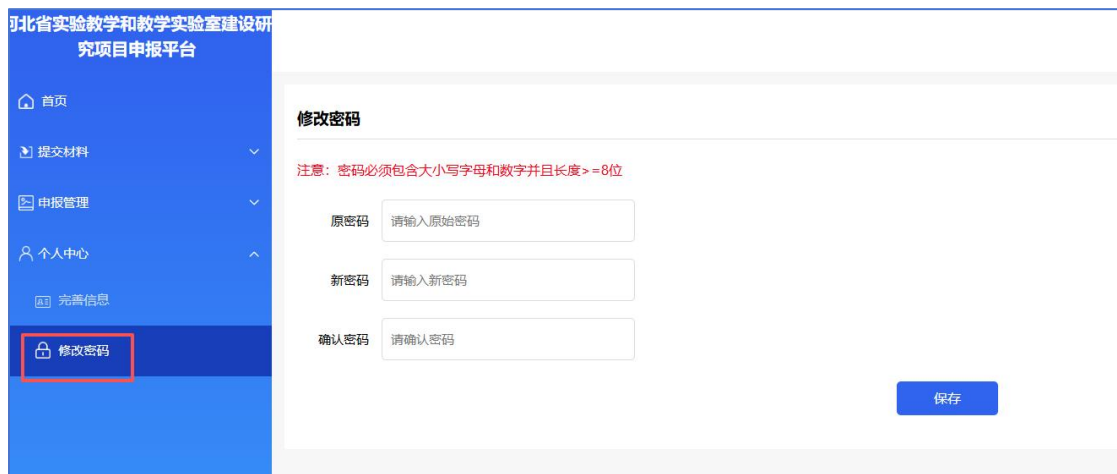 河北省实验教学和教学实验室建设研
究项目申报平台
首页
提交材料
申报管理
个人中心
完善信息
修改密码
修改密码
注意：密码必须包含大小写字母和数字并且长度>=8位
原密码 请输入原始密码
新密码 请输入新密码
确认密码 请确认密码
保存